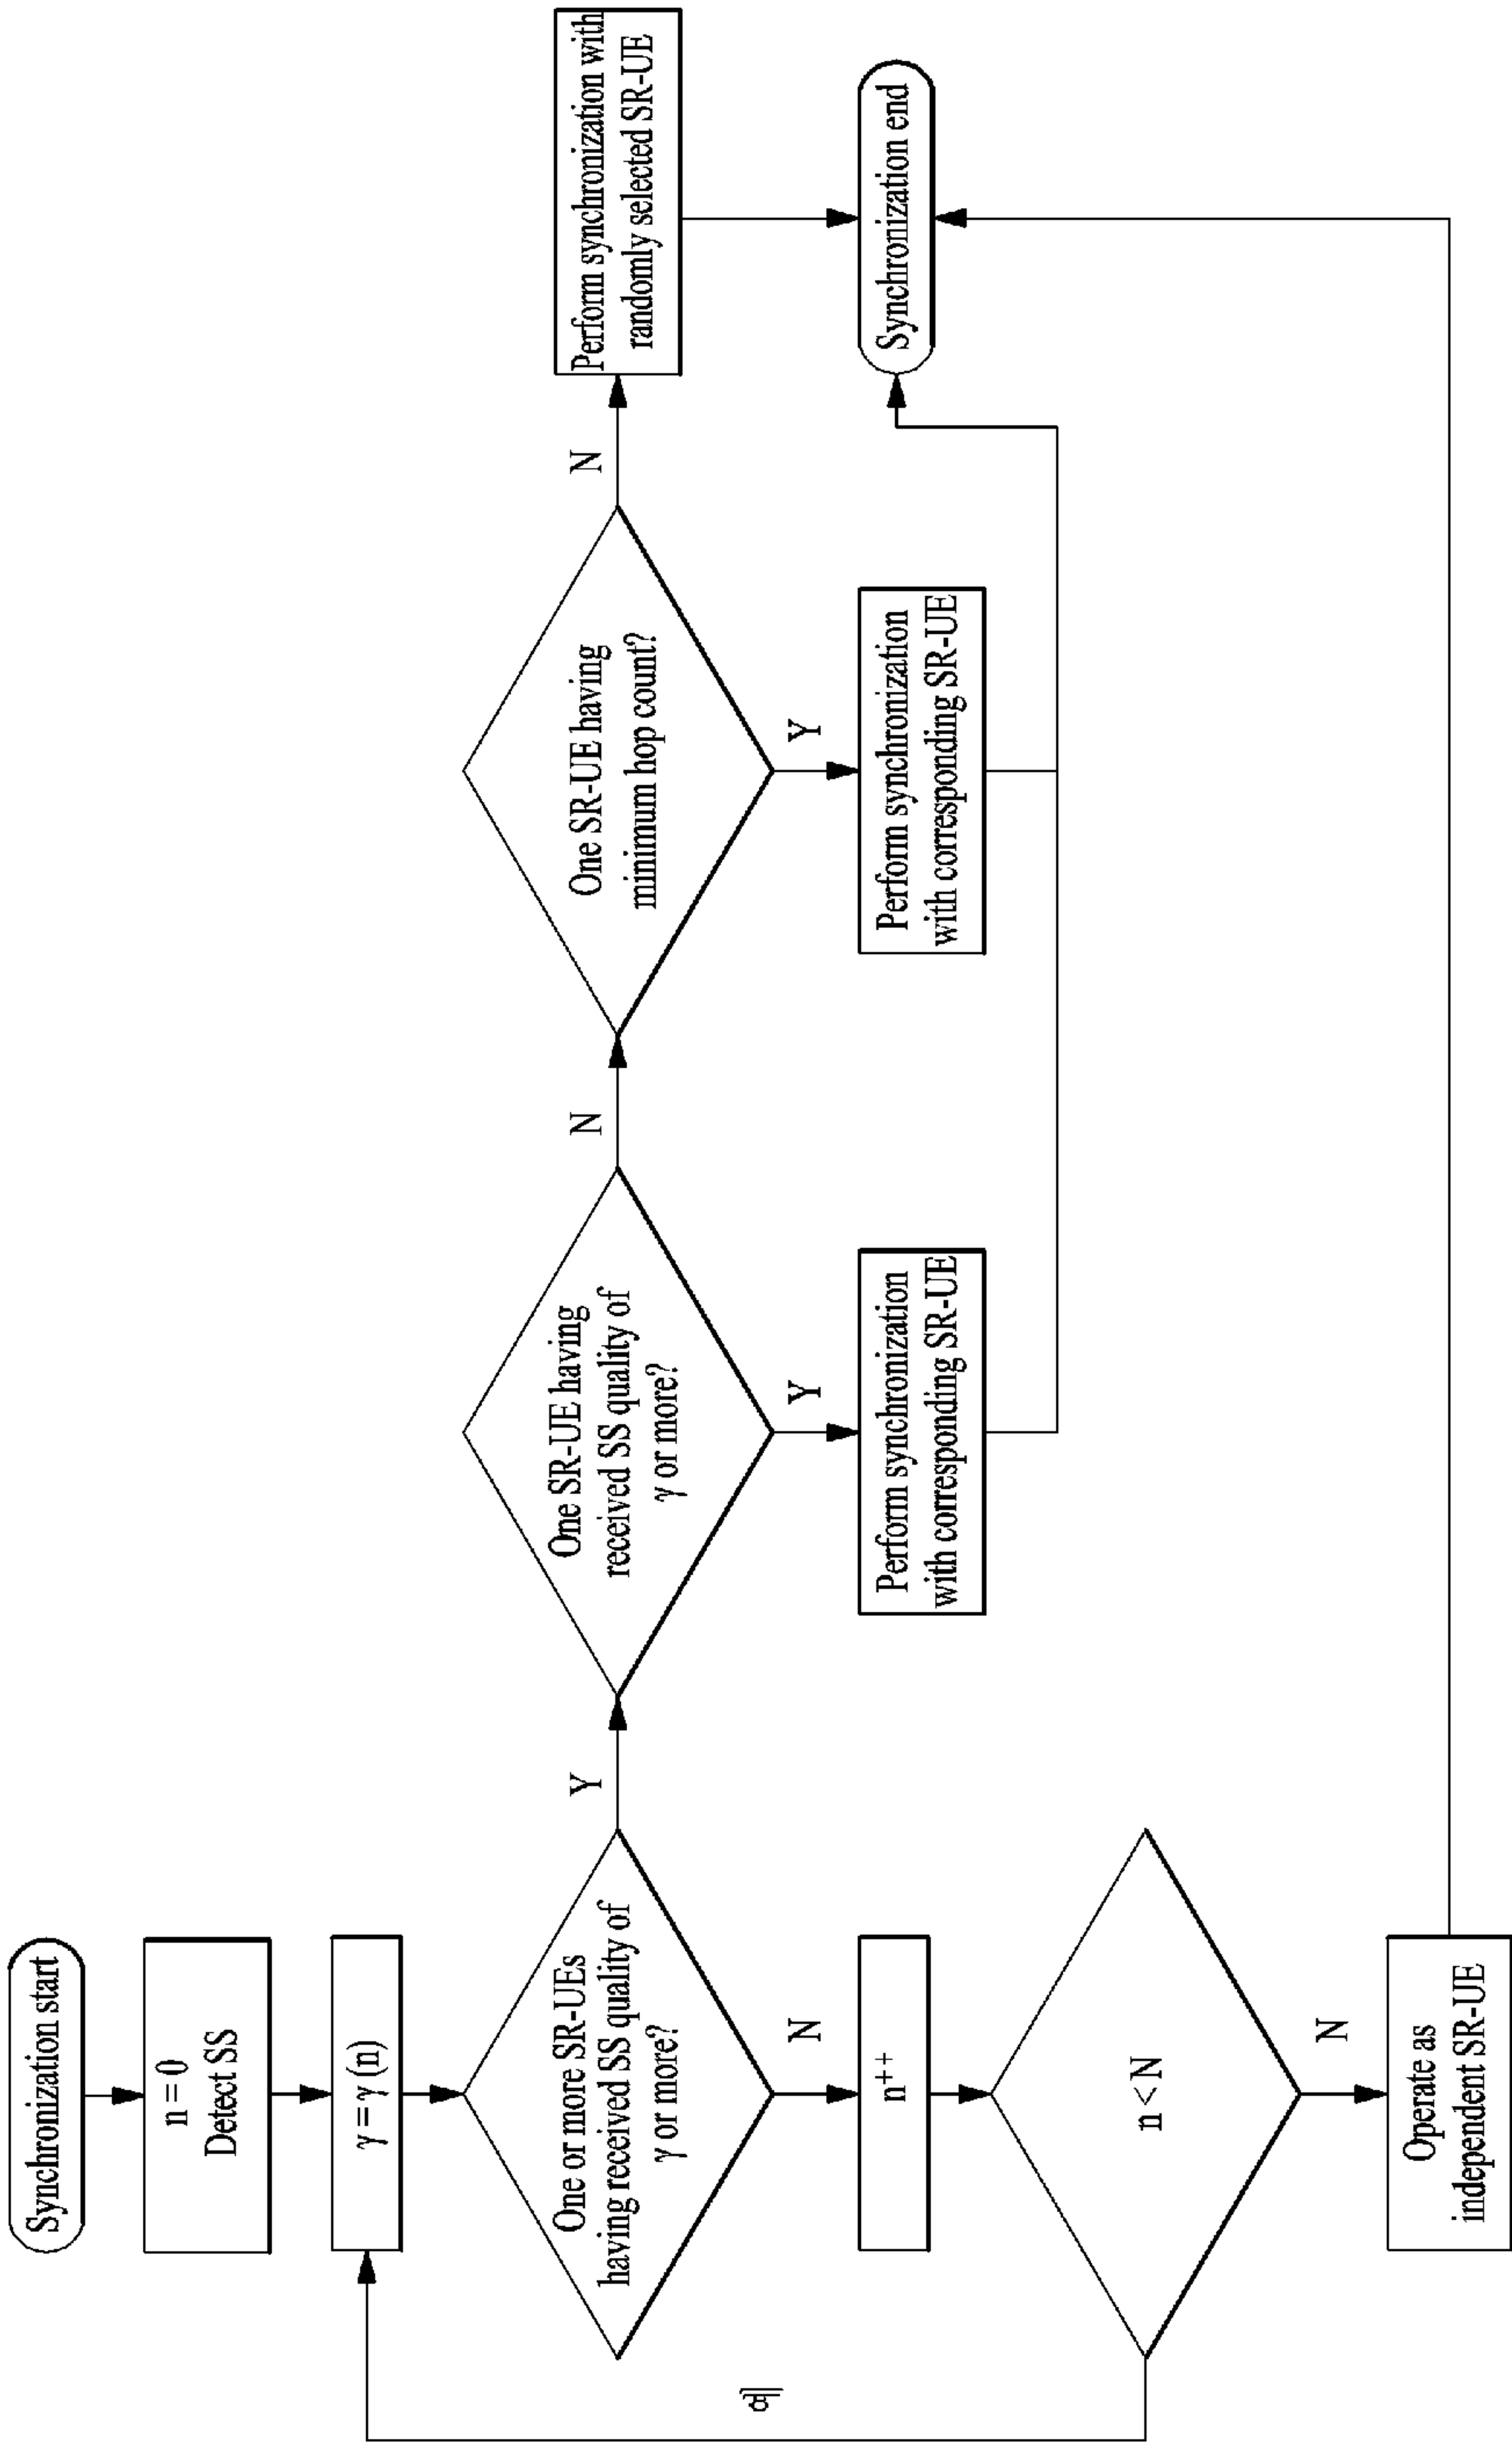 Synchronization start
n = 0
Detect SS
γ = γ (n)
One or more SR-UEs
having received SS quality of
γ or more?
Y
N
One SR-UE having
received SS quality of
γ or more?
N
Y
One SR-UE having
minimum hop count?
N
Y
Perform synchronization with
randomly selected SR-UE
Perform synchronization
with corresponding SR-UE
Perform synchronization
with corresponding SR-UE
Synchronization end
n++
n < N
예
N
Operate as
independent SR-UE